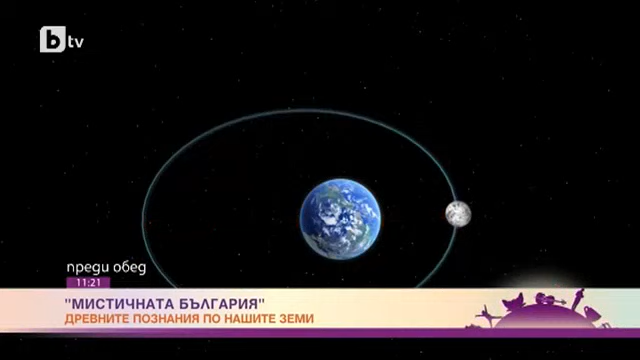 btv
преди обед
11:21
"МИСТИЧНАТА БЪЛГАРИЯ"
ДРЕВНИТЕ ПОЗНАНИЯ ПО НАШИТЕ ЗЕМИ